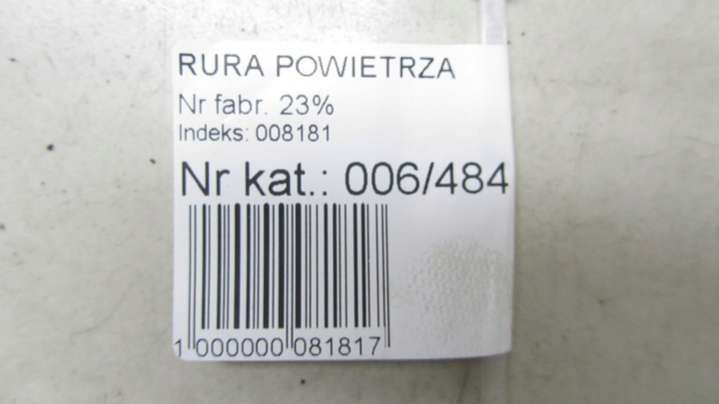 RURA POWIETRZA
Nr fabr. 23%
Indeks: 008181
Nr kat.: 006/484
1 000000 081817